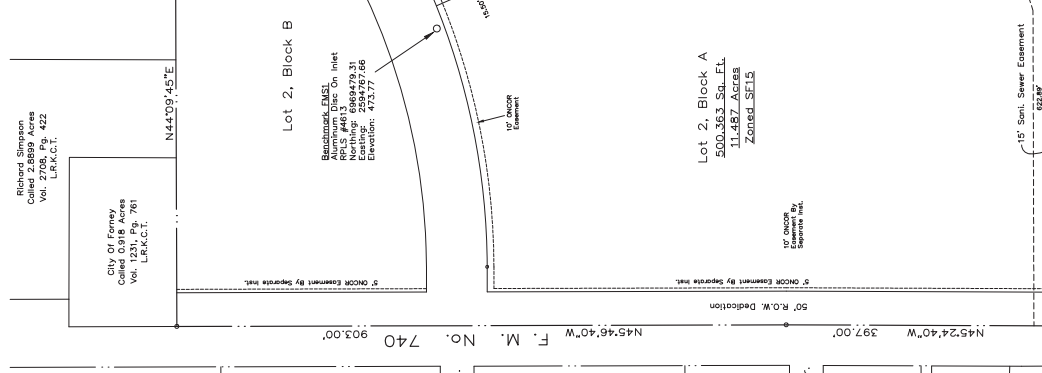 Richard Simpson
Called 2.8899 Acres
Vol. 2708, Pg. 422
L.R.K.C.T.
City Of Forney
Called 0.918 Acres
Vol. 1231, Pg. 761
L.R.K.C.T.
N44°09'45"E
Lot 2, Block B
Benchmark FMS1
Aluminum Disc On Inlet
RPLS #4613
Northing: 6969479.31
Easting: 2594767.66
Elevation: 473.77
15.50'
10' ONCOR
Easement
Lot 2, Block A
500,363 Sq. Ft.
11.487 Acres
Zoned SF15
10' ONCOR
Easement By
Separate Inst.
15' Sani. Sewer Easement
622.89'
5' ONCOR Easement By Separate Inst.
5' ONCOR Easement By Separate Inst.
50' R.O.W. Dedication
903.00'
F. M. No. 740
N45°46'40"W
397.00'
N45°24'40"W